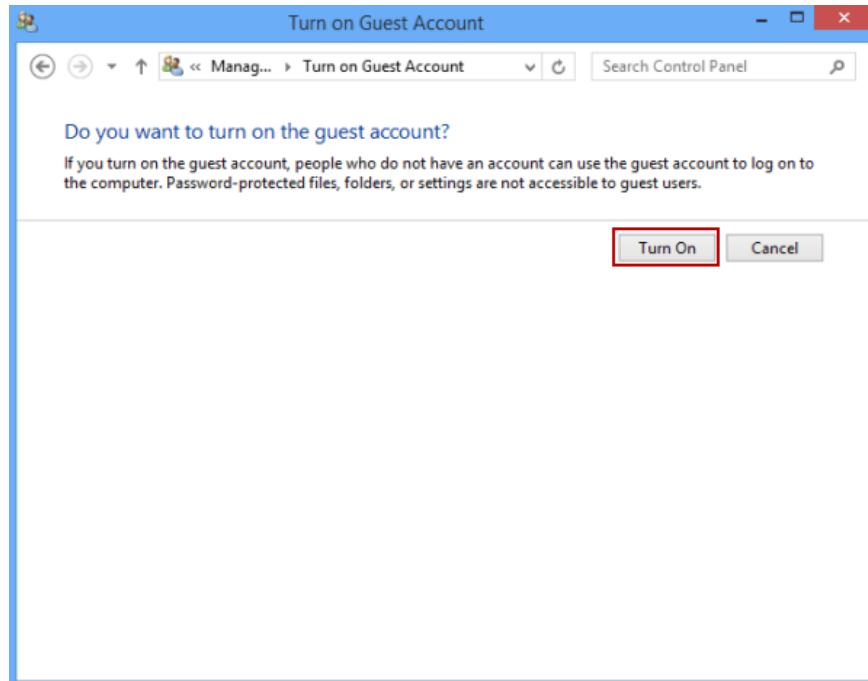 Turn on Guest Account
« Manag... Turn on Guest Account Search Control Panel
Do you want to turn on the guest account?
If you turn on the guest account, people who do not have an account can use the guest account to log on to
the computer. Password-protected files, folders, or settings are not accessible to guest users.
Turn On Cancel